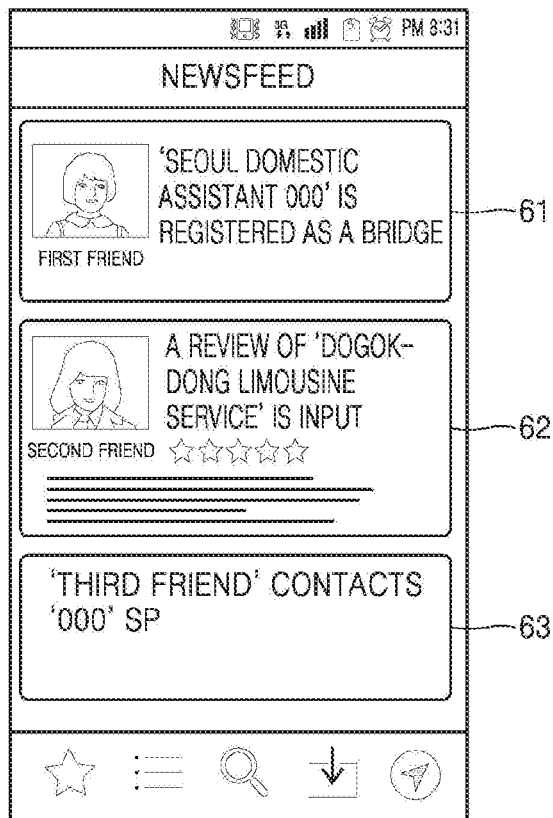 3G PM 8:31
NEWSFEED
'SEOUL DOMESTIC
ASSISTANT 000' IS
REGISTERED AS A BRIDGE
FIRST FRIEND
61
A REVIEW OF 'DOGOK-
DONG LIMOUSINE
SERVICE' IS INPUT
SECOND FRIEND
62
'THIRD FRIEND' CONTACTS
'000' SP
63